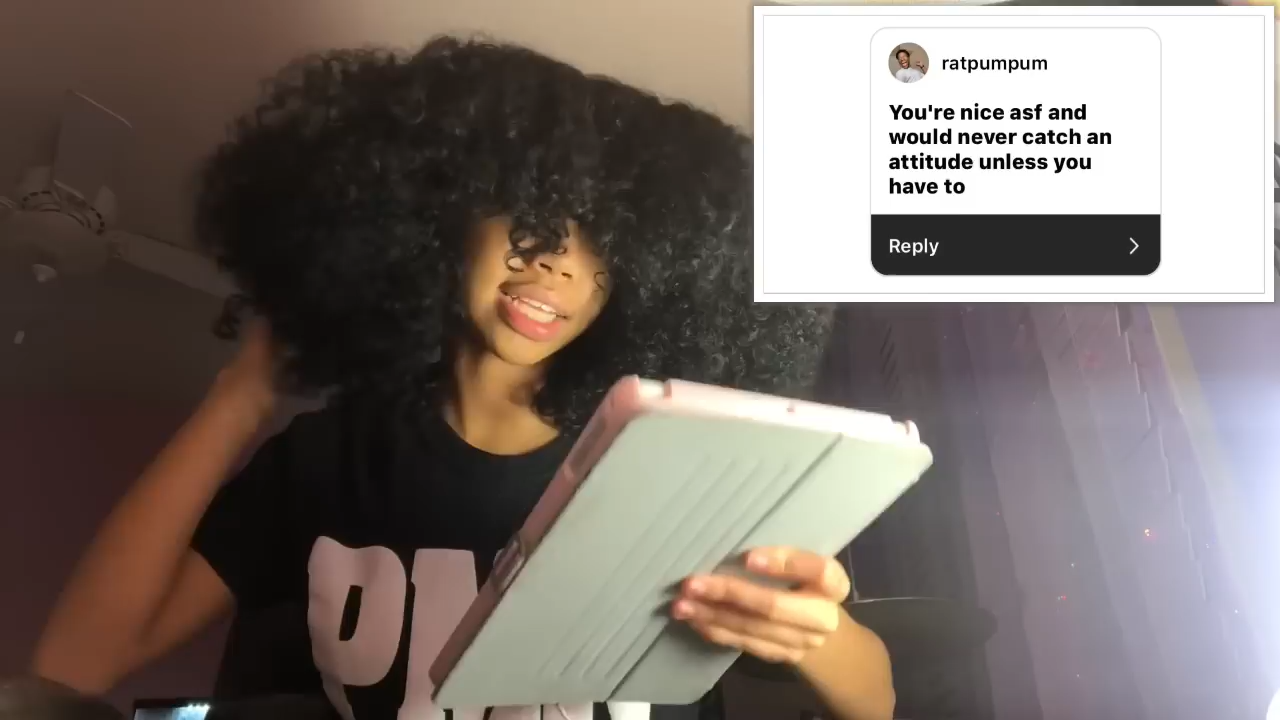 ratpumpum
You're nice asf and
would never catch an
attitude unless you
have to
Reply